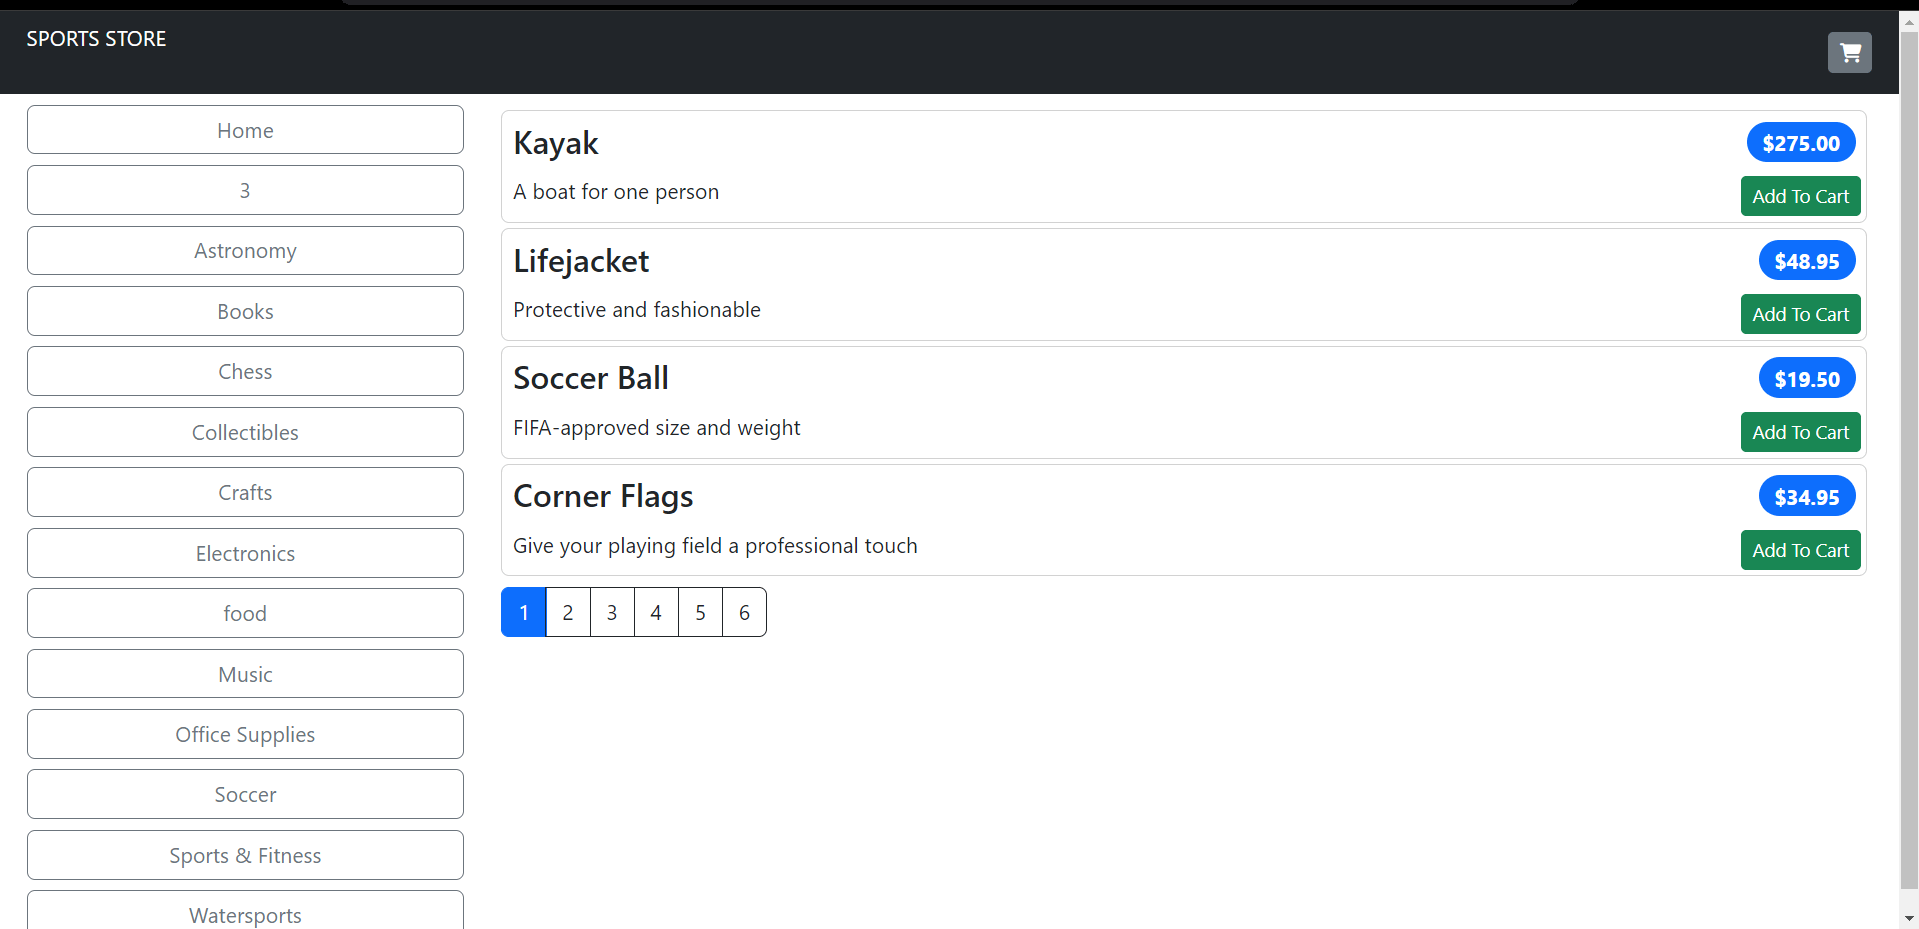 SPORTS STORE
Home
3
Astronomy
Books
Chess
Collectibles
Crafts
Electronics
food
Music
Office Supplies
Soccer
Sports & Fitness
Watersports
Kayak
$275.00
A boat for one person
Add To Cart
Lifejacket
$48.95
Protective and fashionable
Add To Cart
Soccer Ball
$19.50
FIFA-approved size and weight
Add To Cart
Corner Flags
$34.95
Give your playing field a professional touch
Add To Cart
1 2 3 4 5 6